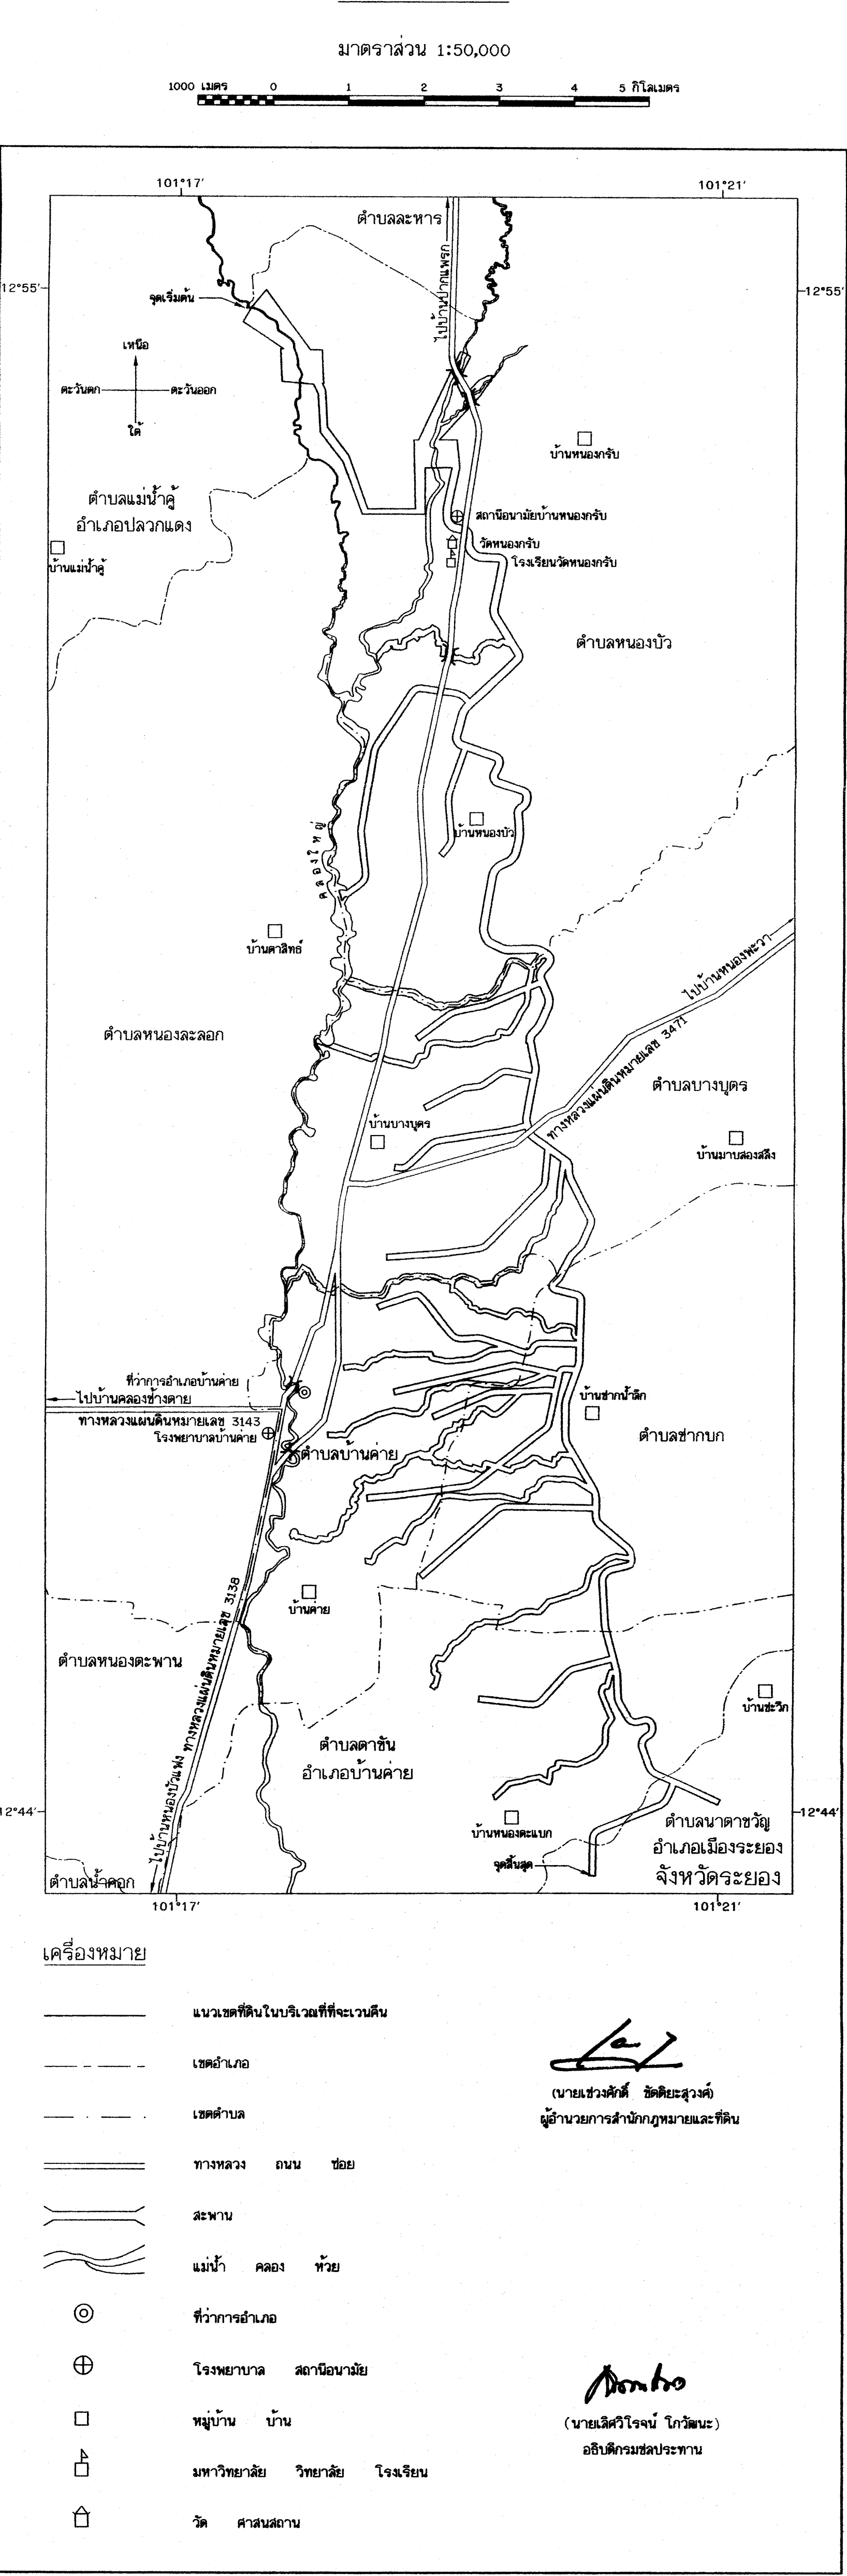 มาตราส่วน 1:50,000
1000 เมตร 0 1 2 3 4 5 กิโลเมตร
101°17′ 101°21′
ตำบลละหาร
12°55′ 12°55′
จุดเริ่มต้น
ไปบ้านปากแพรก
เหนือ
ตะวันตก ตะวันออก
ใต้
บ้านหนองกรับ
ตำบลแม่น้ำคู้
อำเภอปลวกแดง
สถานีอนามัยบ้านหนองกรับ
วัดหนองกรับ
โรงเรียนวัดหนองกรับ
บ้านแม่น้ำคู้
ตำบลหนองบัว
บ้านหนองบัว
คลองใหญ่
บ้านตาสิทธ์
ไปบ้านหนองพะวา
ตำบลหนองละลอก
ทางหลวงแผ่นดินหมายเลข 3471
ตำบลบางบุตร
บ้านบางบุตร
บ้านมาบสองสลึง
ที่ว่าการอำเภอบ้านค่าย
ไปบ้านคลองช้างตาย
บ้านชากน้ำลึก
ทางหลวงแผ่นดินหมายเลข 3143
โรงพยาบาลบ้านค่าย
ตำบลชากบก
ตำบลบ้านค่าย
บ้านค่าย
ไปบ้านหนองบัวแฟง ทางหลวงแผ่นดินหมายเลข 3138
ตำบลหนองตะพาน
บ้านชะวึก
ตำบลตาขัน
อำเภอบ้านค่าย
12°44′ 12°44′
บ้านหนองตะแบก
ตำบลนาตาขวัญ
อำเภอเมืองระยอง
จุดสิ้นสุด
จังหวัดระยอง
ตำบลน้ำคอก
101°17′ 101°21′
เครื่องหมาย
แนวเขตที่ดินในบริเวณที่ที่จะเวนคืน
เขตอำเภอ
(นายเช่วงศักดิ์ ขัตติยะสุวงศ์)
เขตตำบล
ผู้อำนวยการสำนักกฎหมายและที่ดิน
ทางหลวง ถนน ซอย
สะพาน
แม่น้ำ คลอง ห้วย
ที่ว่าการอำเภอ
โรงพยาบาล สถานีอนามัย
หมู่บ้าน บ้าน
(นายเลิศวิโรจน์ โกวัฒนะ)
อธิบดีกรมชลประทาน
มหาวิทยาลัย วิทยาลัย โรงเรียน
วัด ศาสนสถาน